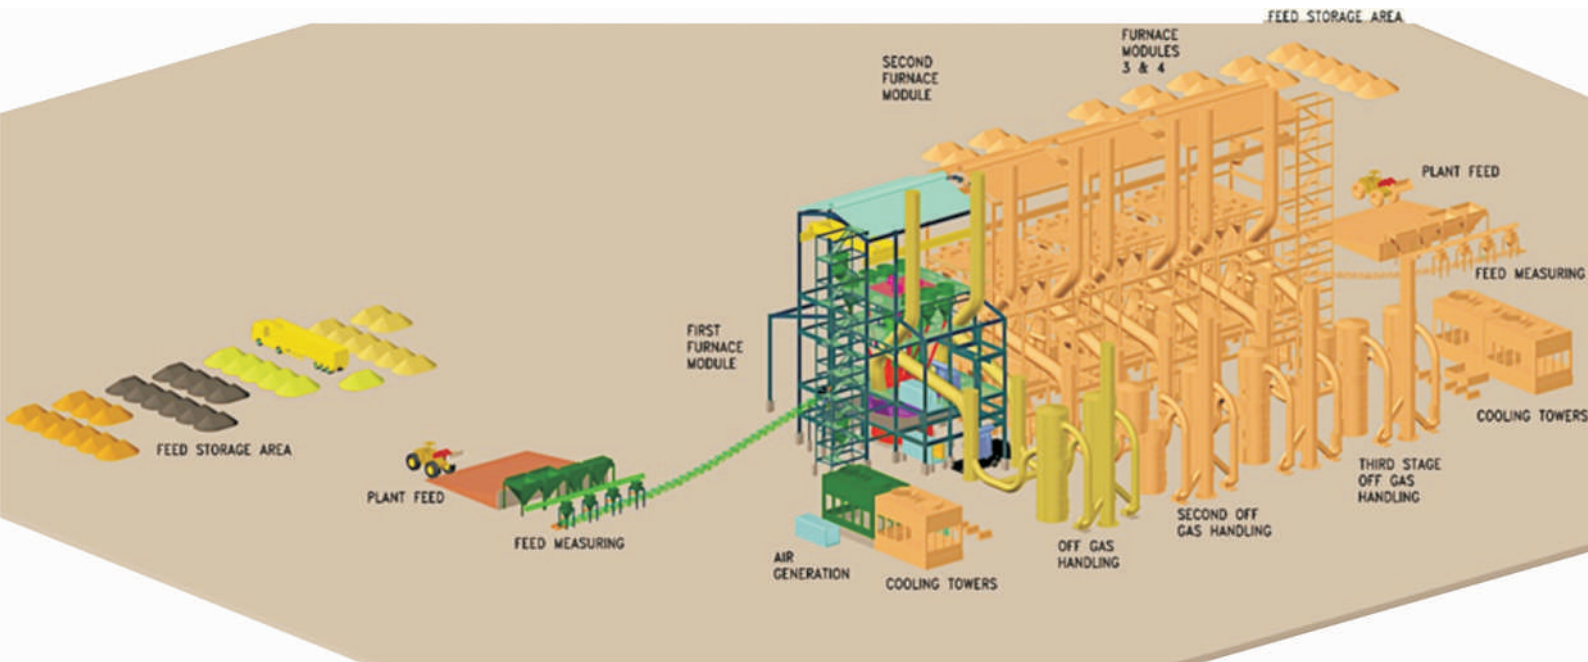 FEED STORAGE AREA
FURNACE
MODULES
3 & 4
SECOND
FURNACE
MODULE
PLANT FEED
FEED MEASURING
FIRST
FURNACE
MODULE
COOLING TOWERS
FEED STORAGE AREA
THIRD STAGE
OFF GAS
HANDLING
PLANT FEED
SECOND OFF
GAS HANDLING
FEED MEASURING
OFF GAS
HANDLING
AIR
GENERATION
COOLING TOWERS